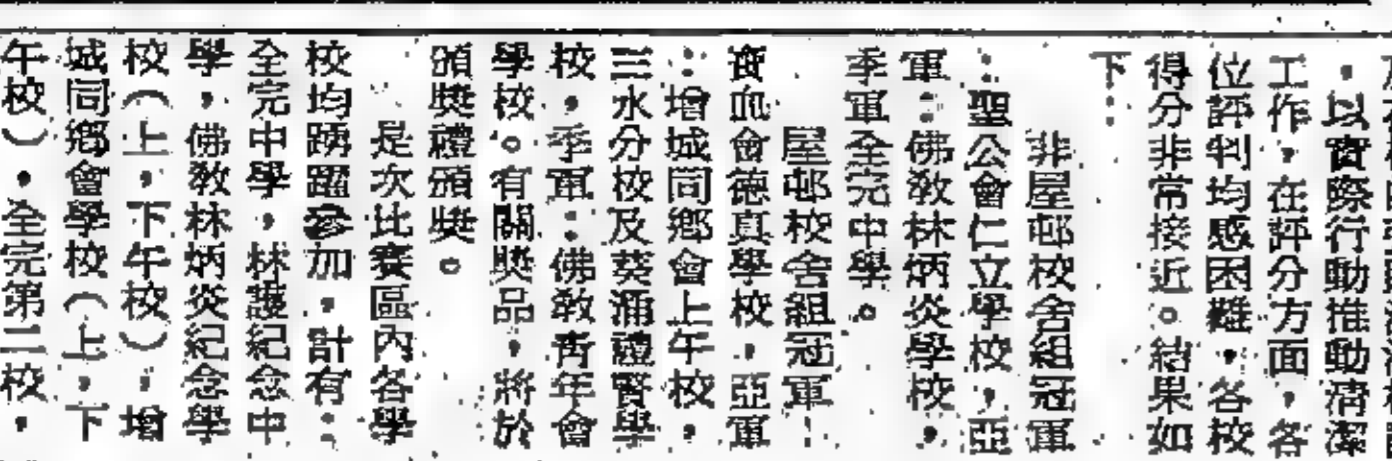 ，以實際行動推動清潔
工作，在評分方面，各
位評判均感困難，各校
得分非常接近。結果如
下：
非屋邨校舍組冠軍
：聖公會仁立學校，亞
軍：佛教林炳炎學校，
季軍全完中學。
屋邨校舍組冠軍：
寶血會德真學校，亞軍
：增城同鄉會上午校，
三水分校及葵涌禮賢學
校，季軍：佛教青年會
學校。有關獎品，將於
頒獎禮頒獎。
是次比賽區內各學
校均踴躍參加，計有：
全完中學，林護紀念中
學，佛教林炳炎紀念學
校（上，下午校），增
城同鄉會學校（上，下
午校），全完第二校，